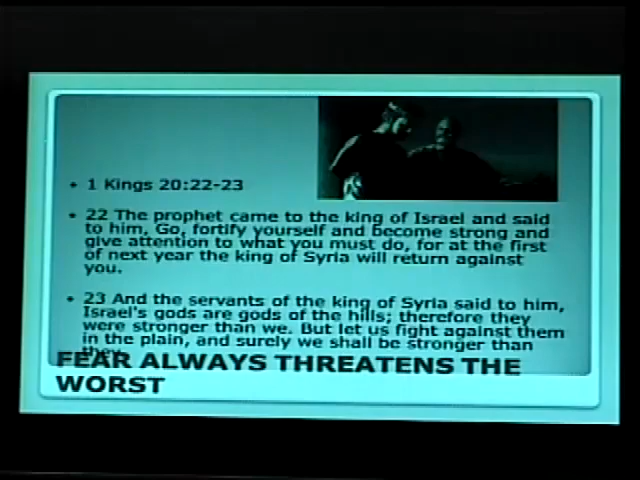 • 1 Kings 20:22-23
• 22 The prophet came to the king of Israel and said
to him, Go, fortify yourself and become strong and
give attention to what you must do, for at the first
of next year the king of Syria will return against
you.
• 23 And the servants of the king of Syria said to him,
Israel's gods are gods of the hills; therefore they
were stronger than we. But let us fight against them
in the plain, and surely we shall be stronger than
they.
FEAR ALWAYS THREATENS THE
WORST